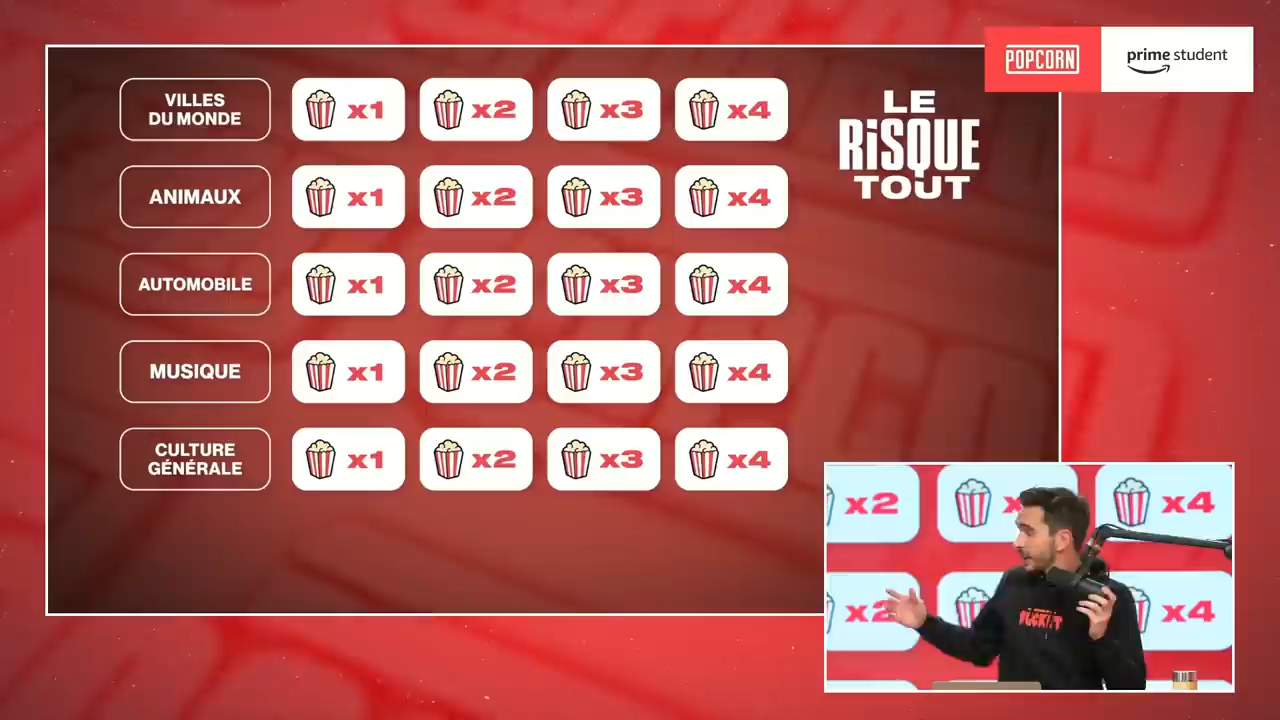 POPCORN
prime student
LE
RiSQUE
TOUT
VILLES
DU MONDE
x1
x2
x3
x4
ANIMAUX
x1
x2
x3
x4
AUTOMOBILE
x1
x2
x3
x4
MUSIQUE
x1
x2
x3
x4
CULTURE
GÉNÉRALE
x1
x2
x3
x4
x2
x4
x2
x4